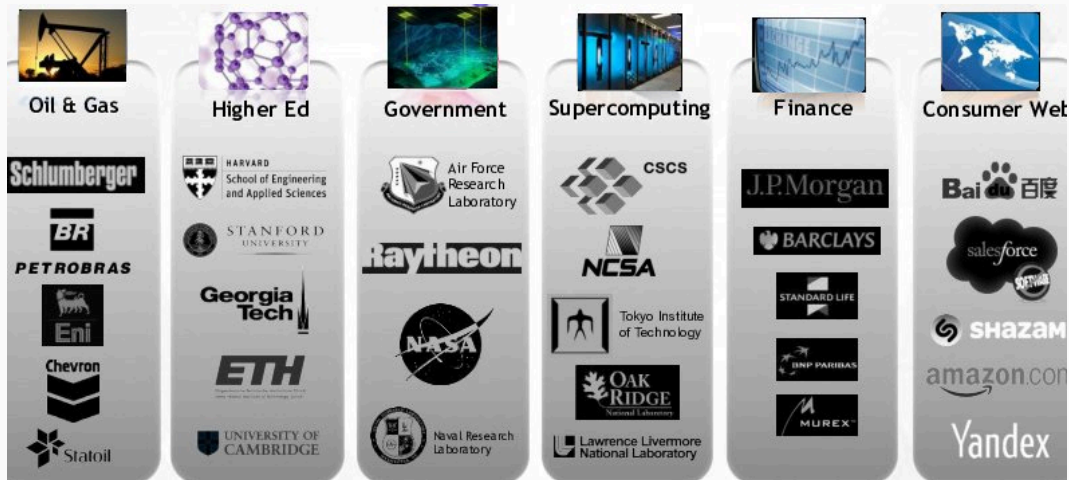 Oil & Gas
Schlumberger
BR
PETROBRAS
Eni
Chevron
Statoil
Higher Ed
HARVARD
School of Engineering
and Applied Sciences
STANFORD
UNIVERSITY
Georgia
Tech
ETH
UNIVERSITY OF
CAMBRIDGE
Government
Air Force
Research
Laboratory
Raytheon
NASA
Naval Research
Laboratory
Supercomputing
CSCS
NCSA
Tokyo Institute
of Technology
OAK
RIDGE
National Laboratory
Lawrence Livermore
National Laboratory
Finance
J.P.Morgan
BARCLAYS
STANDARD LIFE
BNP PARIBAS
MUREX
Consumer Web
Bai du 百度
salesforce
SOFTWARE
SHAZAM
amazon.com
Yandex